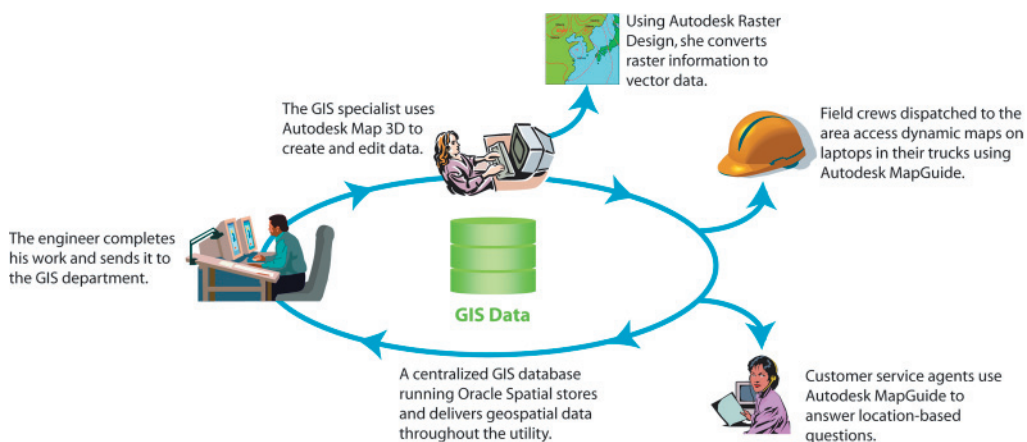 Using Autodesk Raster
Design, she converts
raster information to
vector data.
The GIS specialist uses
Autodesk Map 3D to
create and edit data.
Field crews dispatched to the
area access dynamic maps on
laptops in their trucks using
Autodesk MapGuide.
The engineer completes
his work and sends it to
the GIS department.
GIS Data
A centralized GIS database
running Oracle Spatial stores
and delivers geospatial data
throughout the utility.
Customer service agents use
Autodesk MapGuide to
answer location-based
questions.